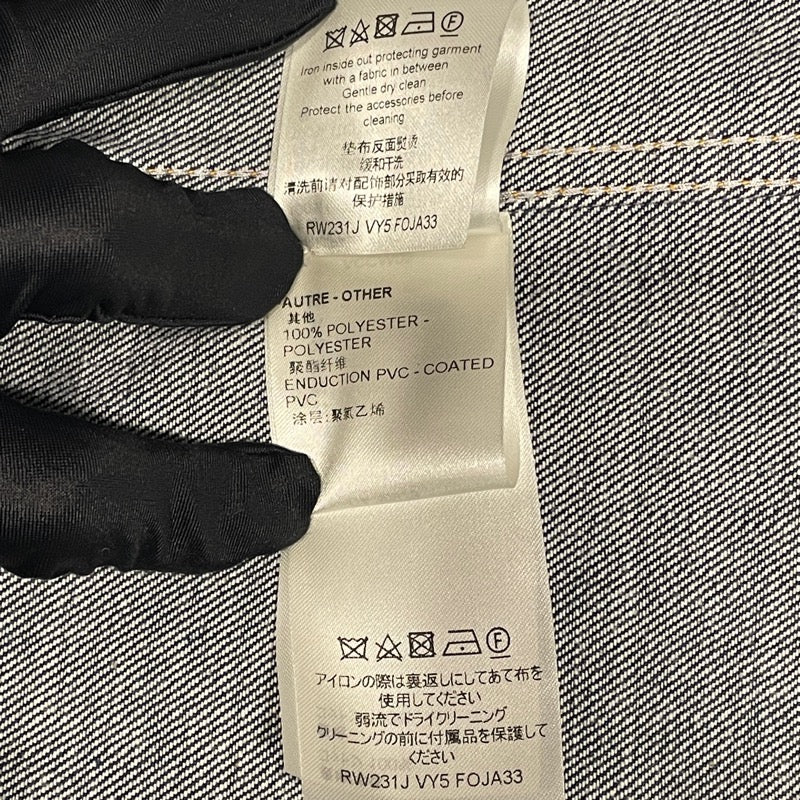 F
Iron inside out protecting garment
with a fabric in between
Gentle dry clean
Protect the accessories before
cleaning
垫布反面熨烫
缓和干洗
清洗前请对配饰部分采取有效的
保护措施
RW231J VY5 FOJA33
AUTRE - OTHER
其他
100% POLYESTER -
POLYESTER
聚酯纤维
ENDUCTION PVC - COATED
PVC
涂层:聚氯乙烯
F
アイロンの際は裏返しにしてあて布を
使用してください
弱流でドライクリーニング
クリーニングの前に付属品を保護して
ください
RW231J VY5 FOJA33